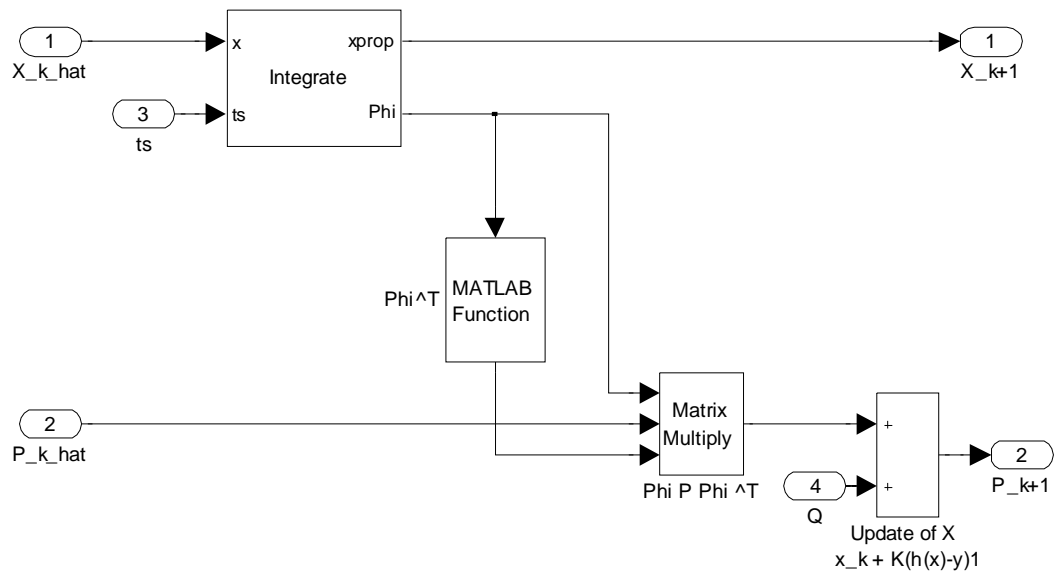 1
X_k_hat
3
ts
x
xprop
Integrate
ts
Phi
1
X_k+1
Phi^T
MATLAB
Function
2
P_k_hat
Matrix
Multiply
Phi P Phi ^T
+
+
4
Q
2
P_k+1
Update of X
x_k + K(h(x)-y)1